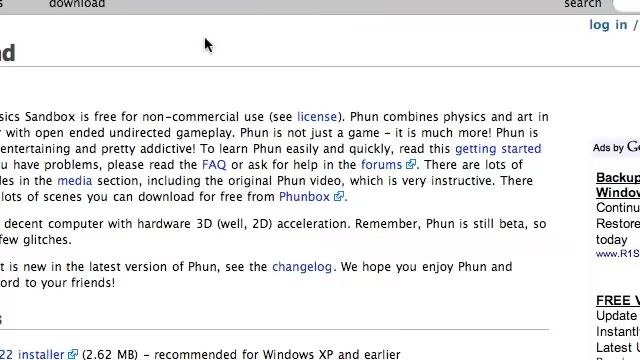 download
search
log in /
sics Sandbox is free for non-commercial use (see license). Phun combines physics and art in
with open ended undirected gameplay. Phun is not just a game - it is much more! Phun is
entertaining and pretty addictive! To learn Phun easily and quickly, read this getting started
u have problems, please read the FAQ or ask for help in the forums. There are lots of
les in the media section, including the original Phun video, which is very instructive. There
lots of scenes you can download for free from Phunbox.
decent computer with hardware 3D (well, 2D) acceleration. Remember, Phun is still beta, so
few glitches.
t is new in the latest version of Phun, see the changelog. We hope you enjoy Phun and
ord to your friends!
22 installer (2.62 MB) – recommended for Windows XP and earlier
Ads by Go
Backup
Window
Continu
Restore
today
www.R1S
FREE V
Update
Instantly
Latest